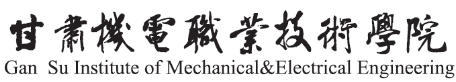 甘肅機電職業技術學院
Gan Su Institute of Mechanical&Electrical Engineering